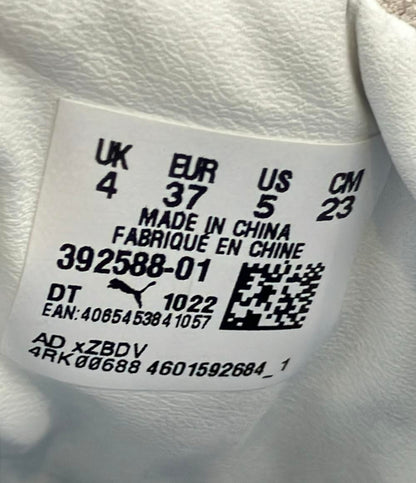 UK EUR US CM
4 37 5 23
MADE IN CHINA
FABRIQUÉ EN CHINE
392588-01
DT 1022
EAN:4065453841057
AD xZBDV
4RK00688 4601592684_1